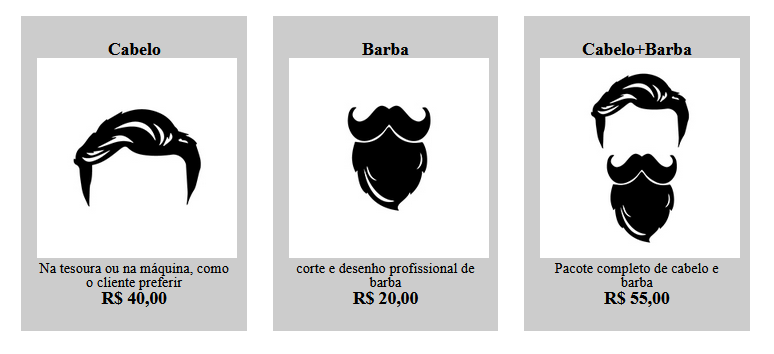 Cabelo
Na tesoura ou na máquina, como
o cliente preferir
R$ 40,00
Barba
corte e desenho profissional de
barba
R$ 20,00
Cabelo+Barba
Pacote completo de cabelo e
barba
R$ 55,00